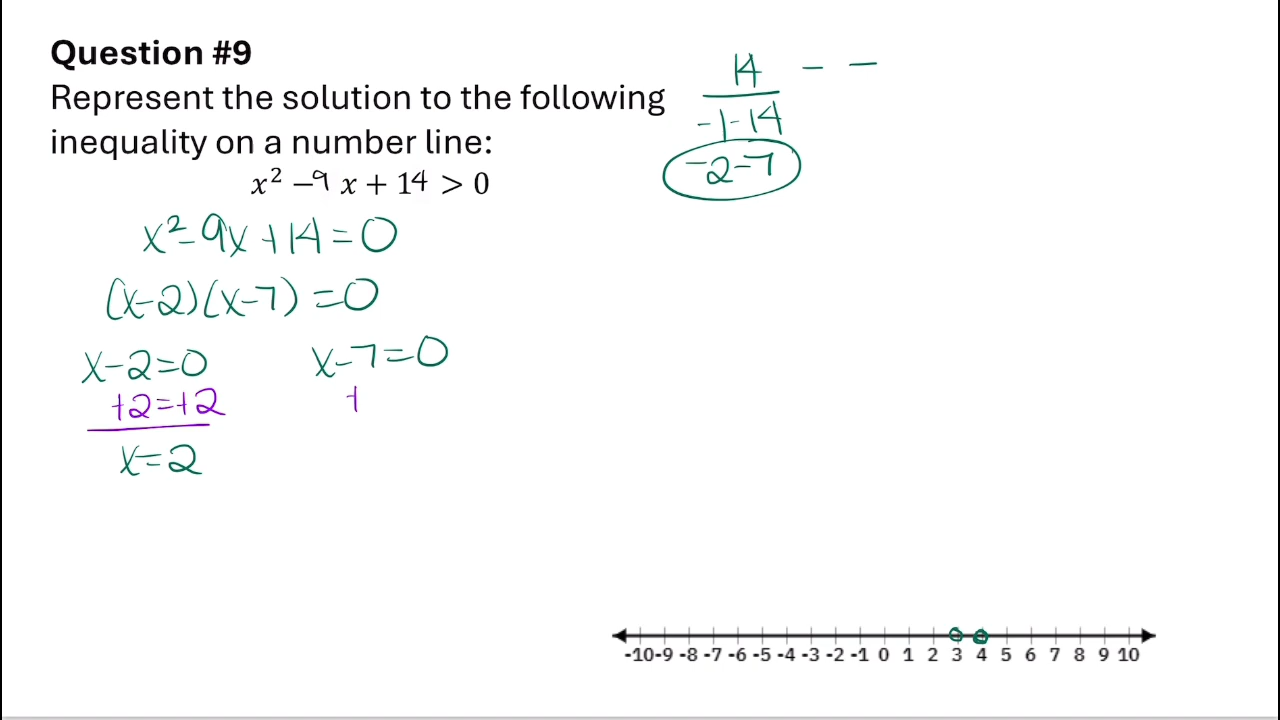 Question #9
Represent the solution to the following
inequality on a number line:
x² −9 x + 14 > 0
14 − −
-1 -14
-2 -7
x²-9x+14=0
(x-2)(x-7)=0
x-2=0 x-7=0
+2=+2 +
x=2
-10 -9 -8 -7 -6 -5 -4 -3 -2 -1 0 1 2 3 4 5 6 7 8 9 10